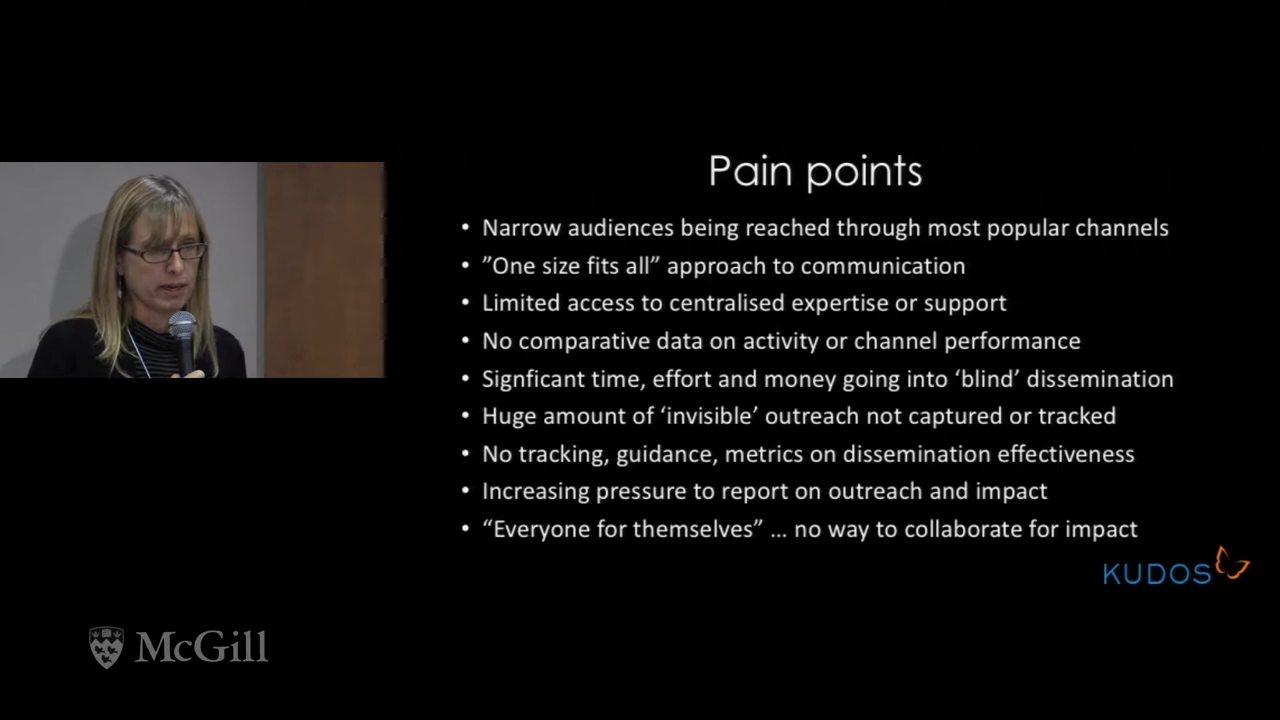 Pain points
• Narrow audiences being reached through most popular channels
• ”One size fits all” approach to communication
• Limited access to centralised expertise or support
• No comparative data on activity or channel performance
• Signficant time, effort and money going into ‘blind’ dissemination
• Huge amount of ‘invisible’ outreach not captured or tracked
• No tracking, guidance, metrics on dissemination effectiveness
• Increasing pressure to report on outreach and impact
• “Everyone for themselves” ... no way to collaborate for impact
KUDOS
McGill